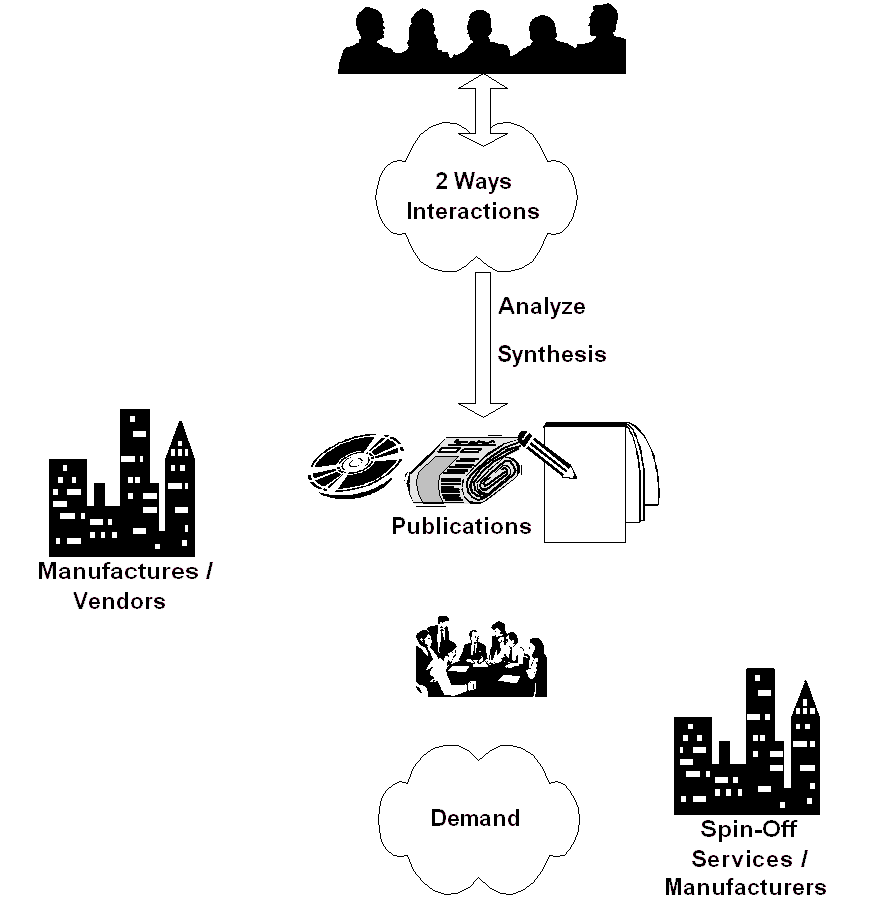 2 Ways
Interactions
Analyze
Synthesis
Publications
Manufactures /
Vendors
Demand
Spin-Off
Services /
Manufacturers